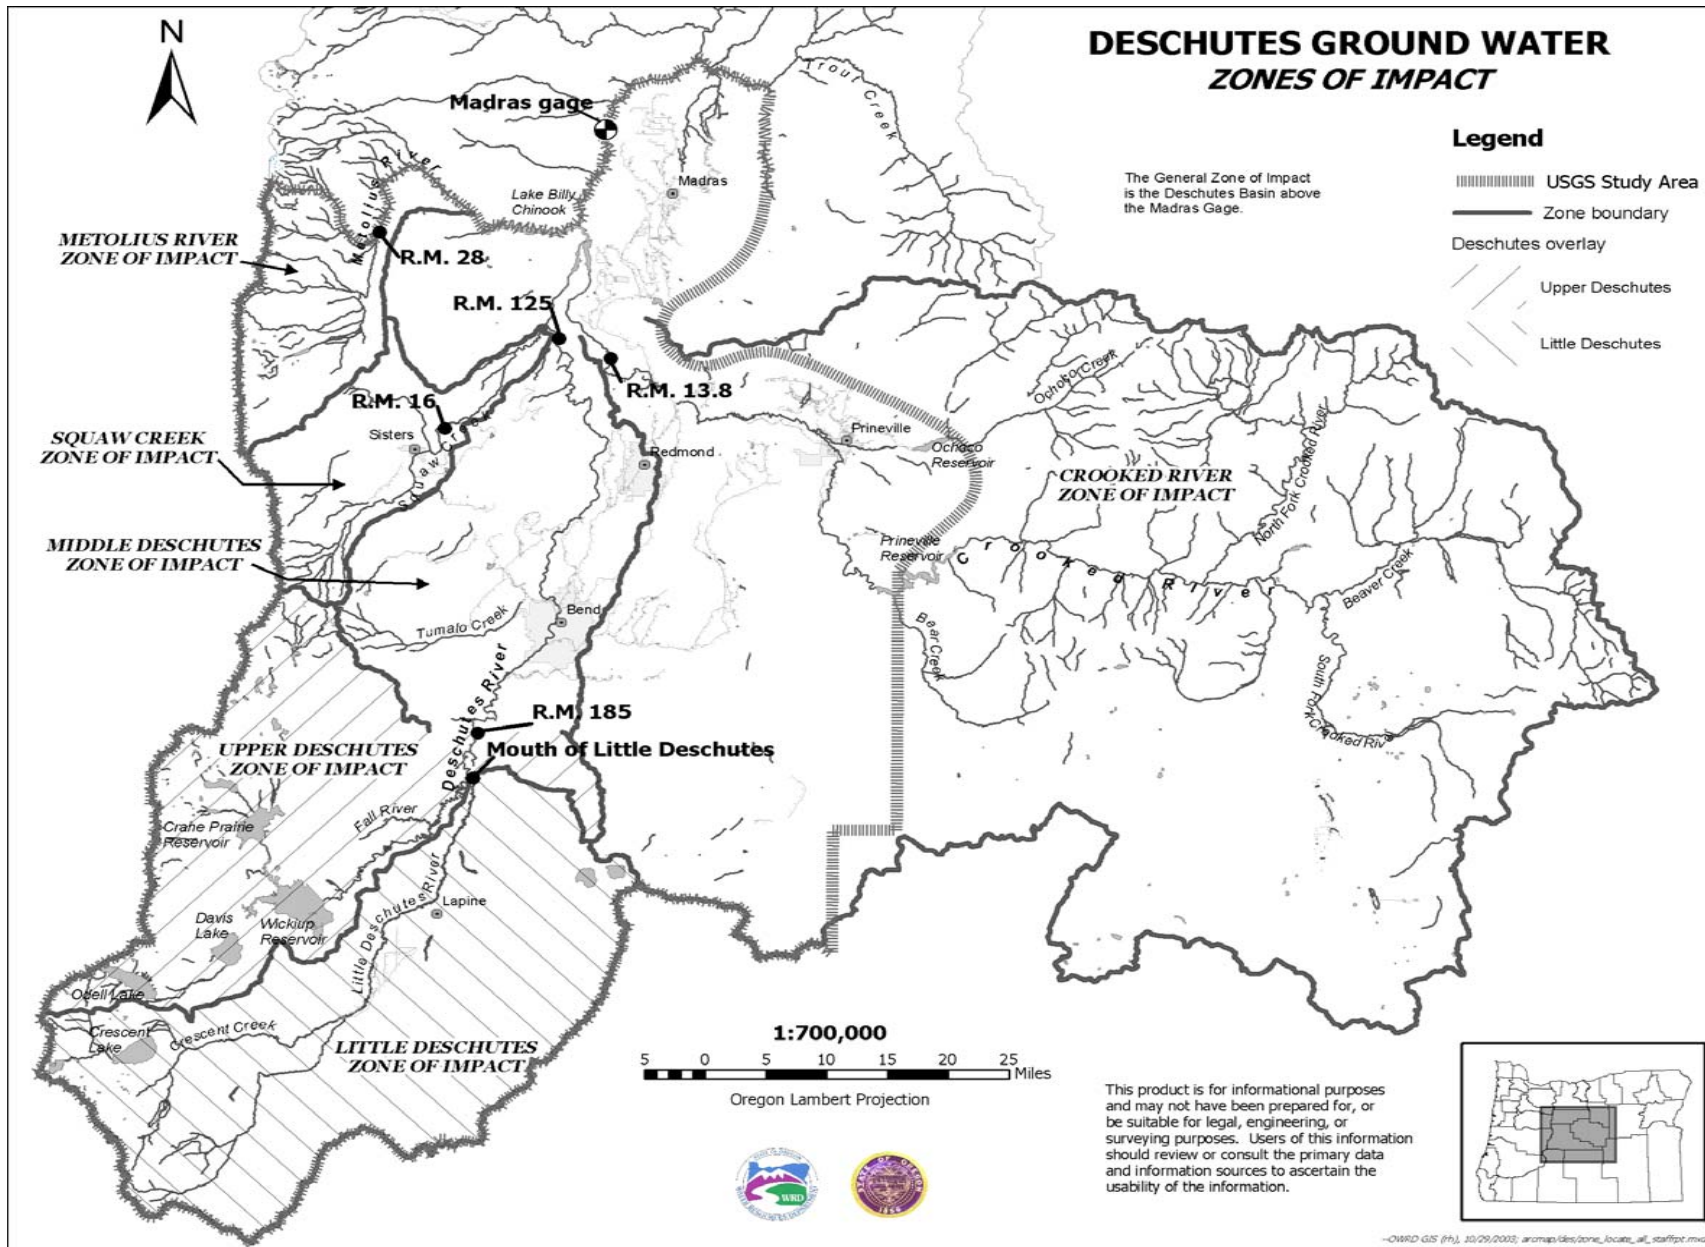 DESCHUTES GROUND WATER
ZONES OF IMPACT
N
Madras gage
Trout Creek
Legend
The General Zone of Impact
is the Deschutes Basin above
the Madras Gage.
USGS Study Area
Zone boundary
Deschutes overlay
Upper Deschutes
Little Deschutes
Metolius River
Madras
Lake Billy
Chinook
METOLIUS RIVER
ZONE OF IMPACT
R.M. 28
R.M. 125
R.M. 13.8
R.M. 16
Sisters
Squaw Creek
SQUAW CREEK
ZONE OF IMPACT
Redmond
Prineville
Ochoco Creek
Ochoco
Reservoir
CROOKED RIVER
ZONE OF IMPACT
North Fork Crooked River
MIDDLE DESCHUTES
ZONE OF IMPACT
Prineville
Reservoir
Crooked River
Beaver Creek
Bear Creek
South Fork Crooked River
Tumalo Creek
Bend
Deschutes River
R.M. 185
Mouth of Little Deschutes
UPPER DESCHUTES
ZONE OF IMPACT
Fall River
Crane Prairie
Reservoir
Davis
Lake
Wickiup
Reservoir
Little Deschutes River
Lapine
Odell Lake
Crescent
Lake
Crescent Creek
LITTLE DESCHUTES
ZONE OF IMPACT
1:700,000
5 0 5 10 15 20 25
Miles
Oregon Lambert Projection
This product is for informational purposes
and may not have been prepared for, or
be suitable for legal, engineering, or
surveying purposes. Users of this information
should review or consult the primary data
and information sources to ascertain the
usability of the information.
WRD
STATE OF OREGON
1859